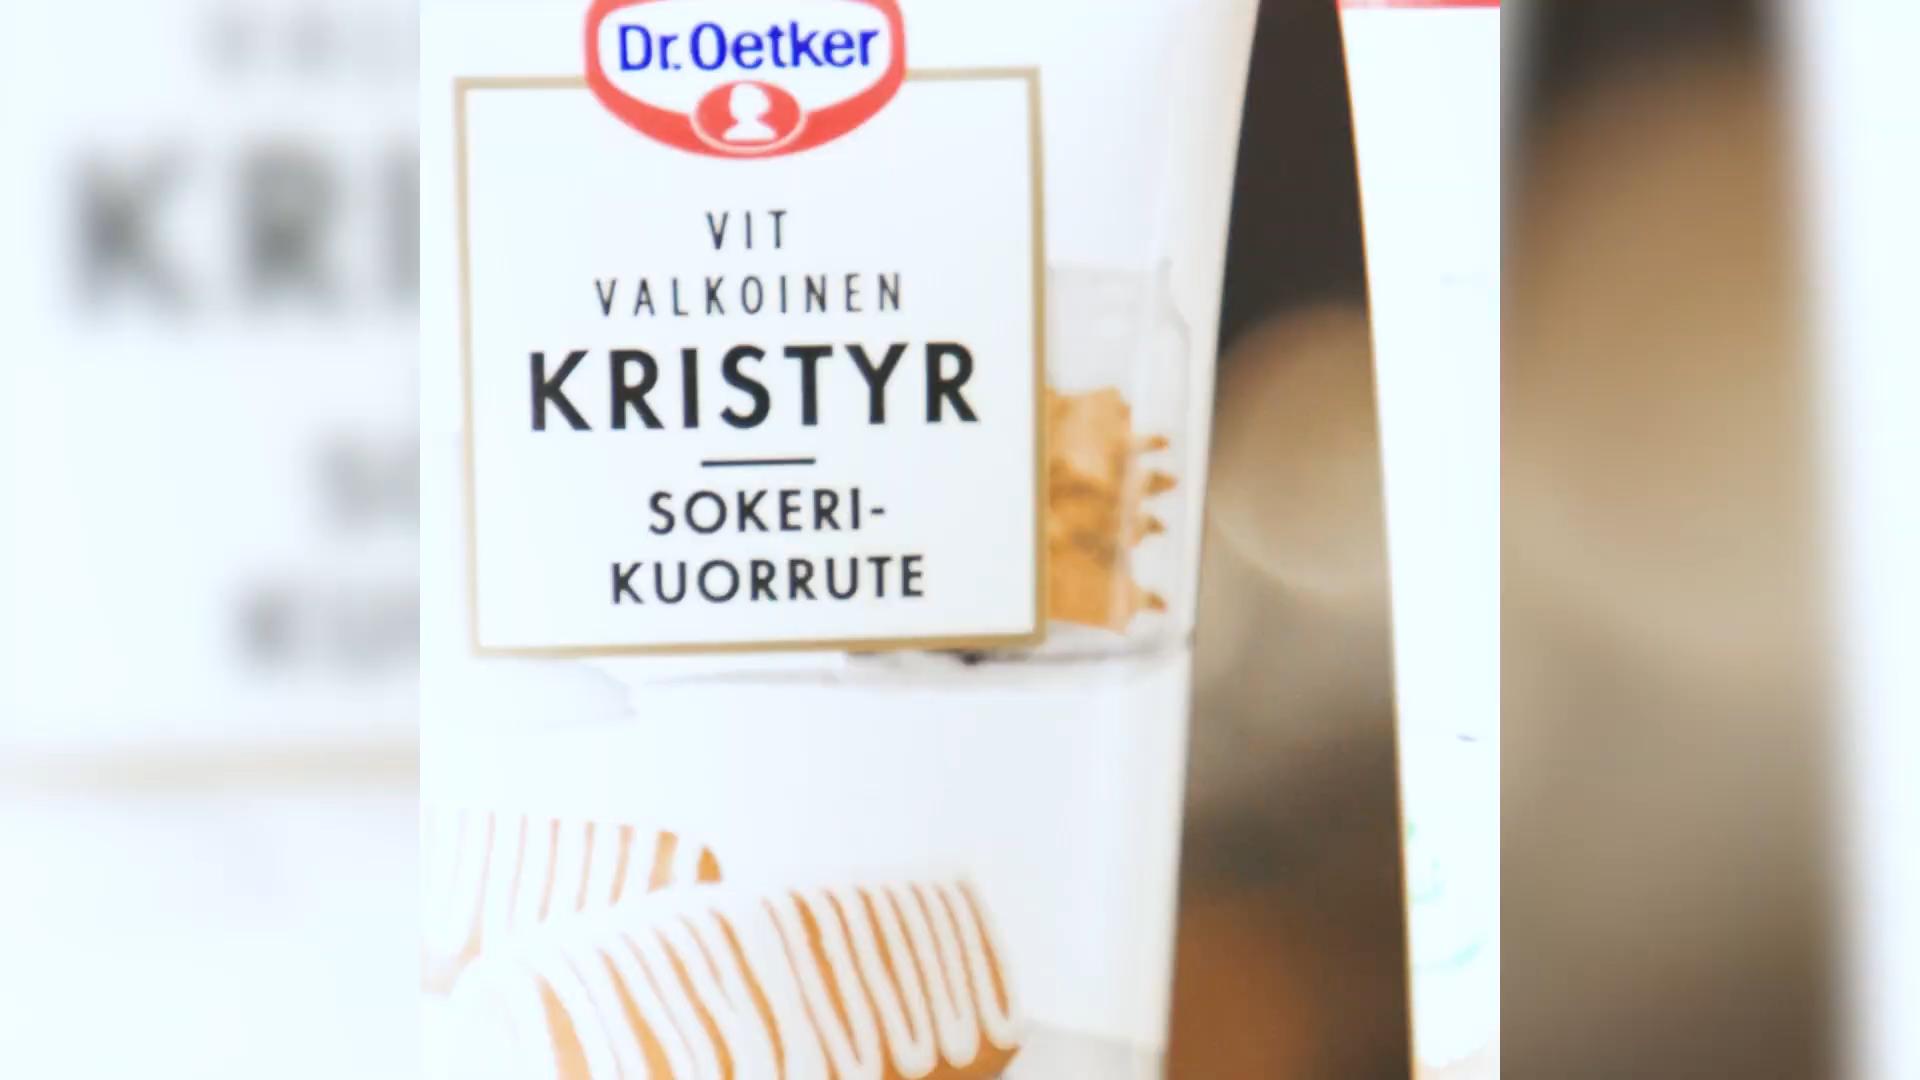 Dr. Oetker
VIT
VALKOINEN
KRISTYR
SOKERI-
KUORRUTE